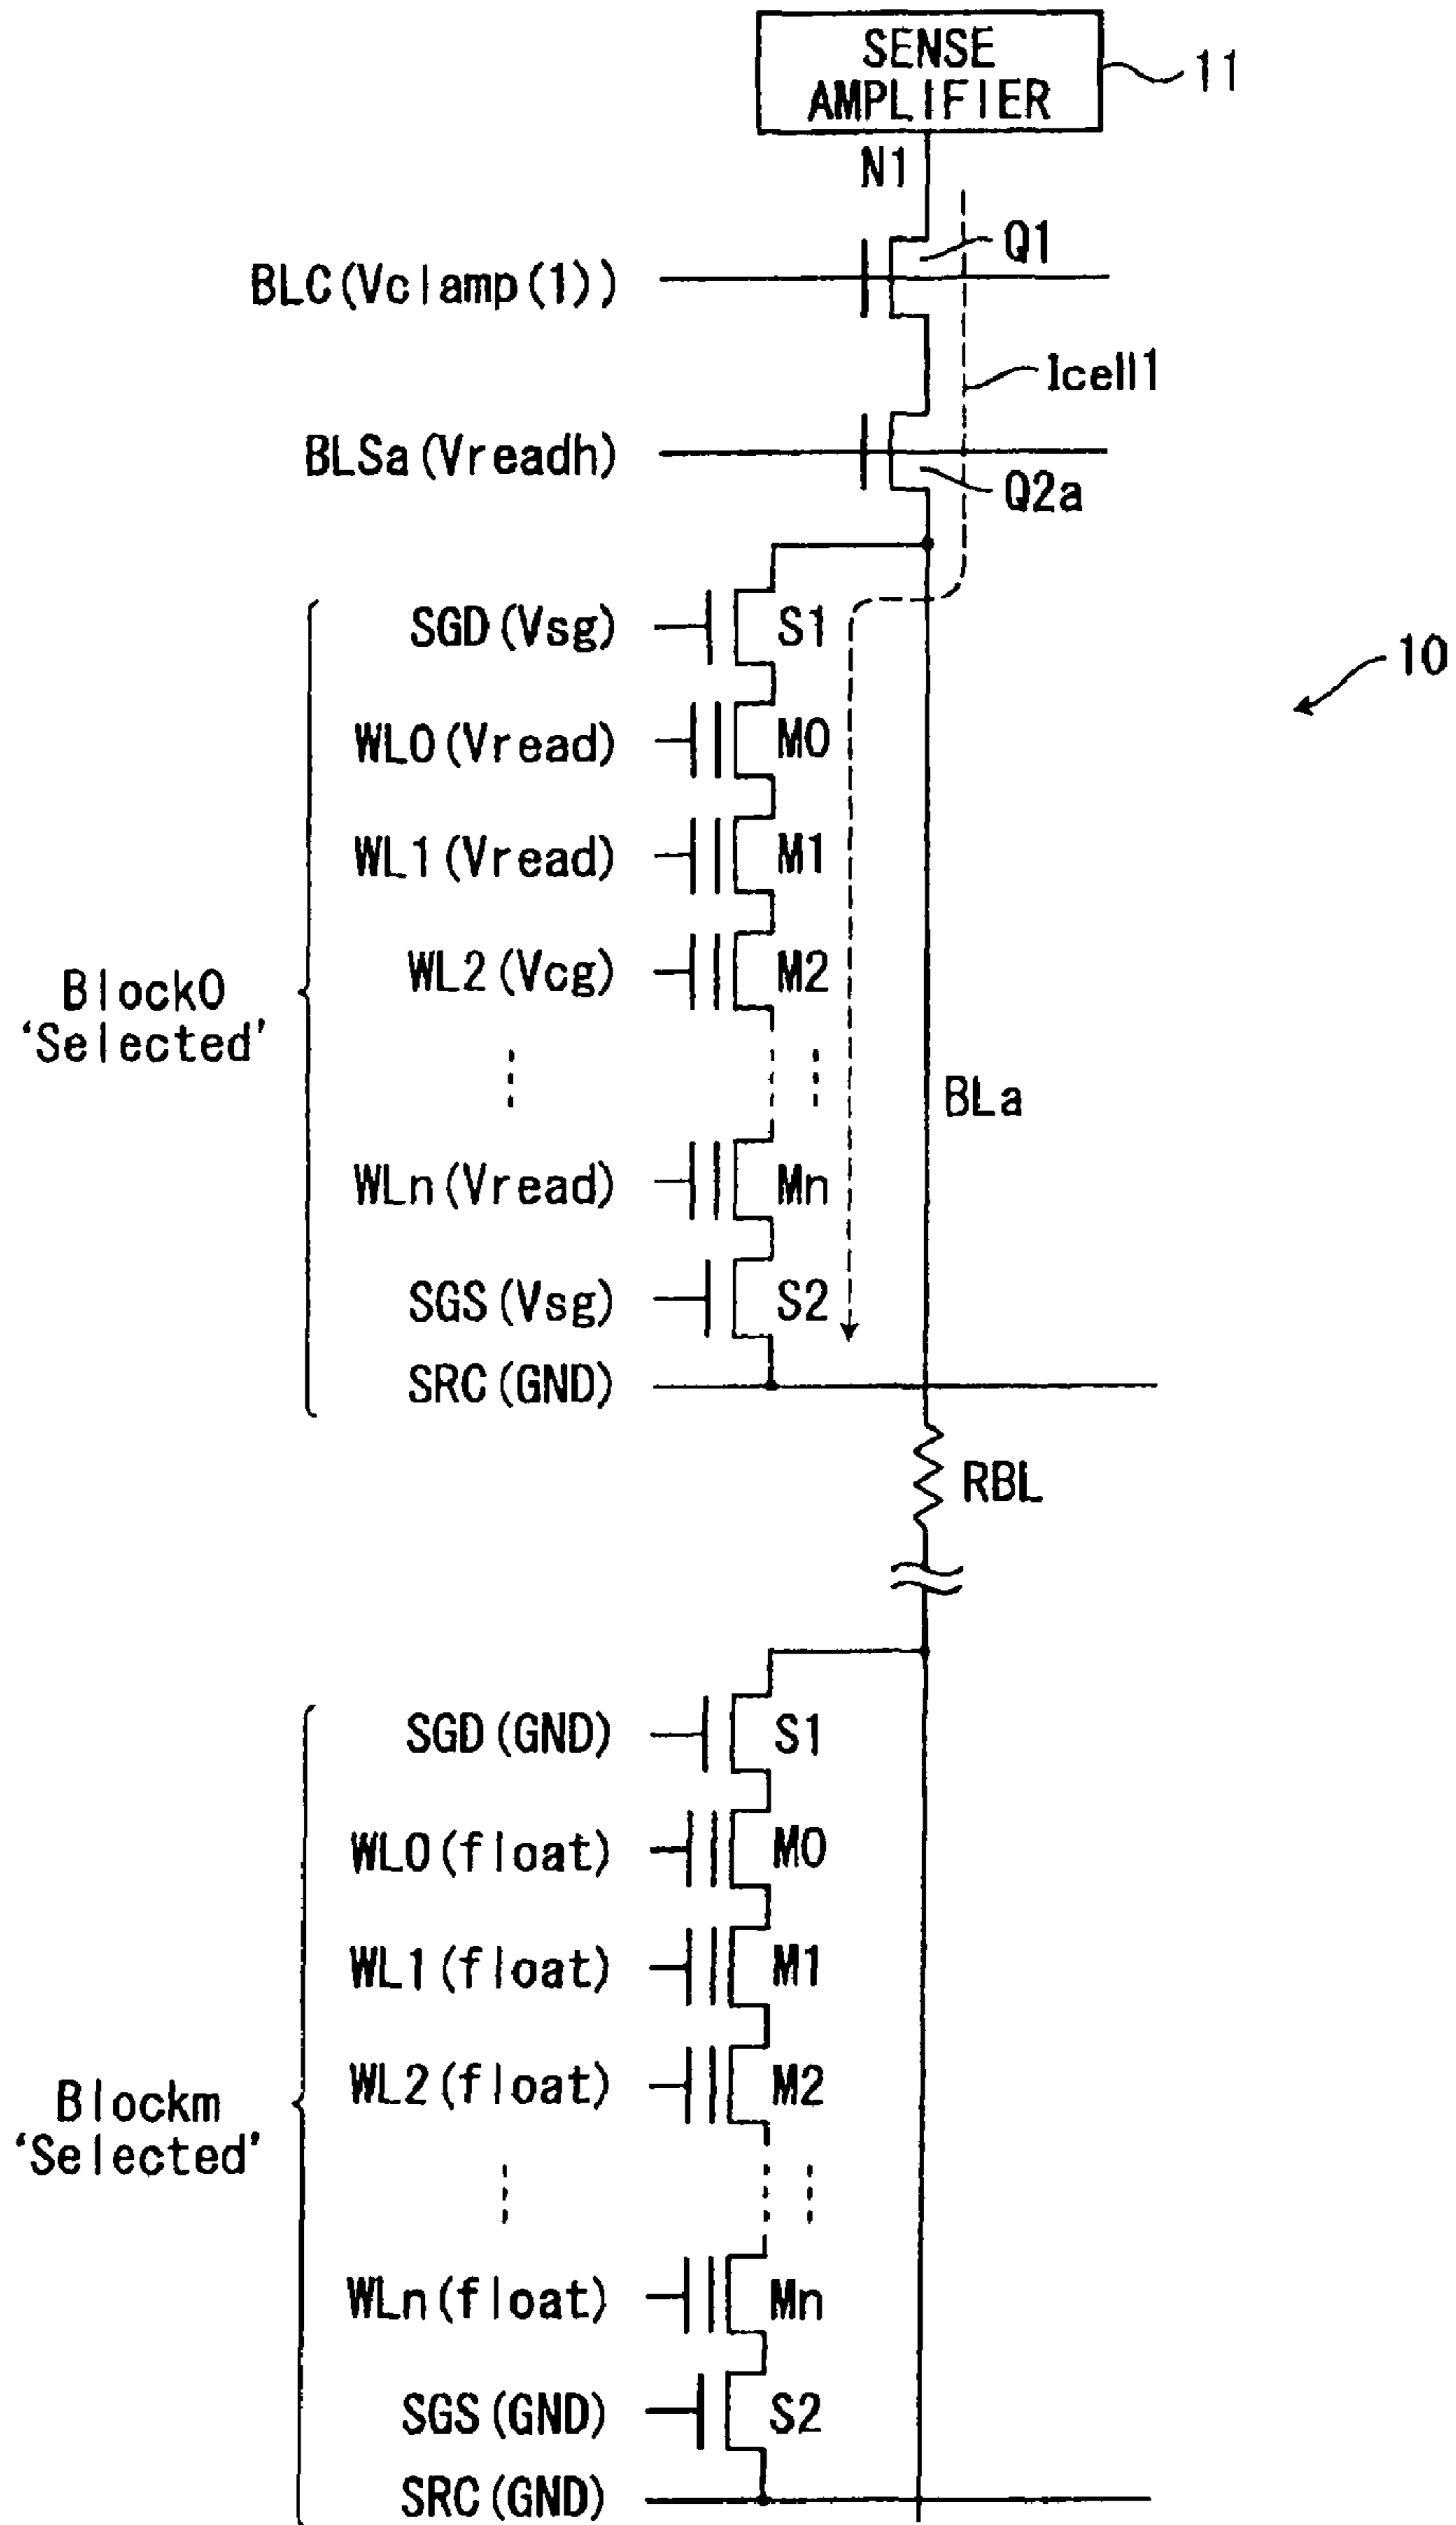 SENSE
AMPLIFIER
11
N1
Q1
BLC(Vclamp(1))
Icell1
BLSa(Vreadh)
Q2a
SGD(Vsg) S1
10
WL0(Vread) M0
WL1(Vread) M1
WL2(Vcg) M2
Block0
'Selected'
BLa
WLn(Vread) Mn
SGS(Vsg) S2
SRC(GND)
RBL
SGD(GND) S1
WL0(float) M0
WL1(float) M1
WL2(float) M2
Blockm
'Selected'
WLn(float) Mn
SGS(GND) S2
SRC(GND)